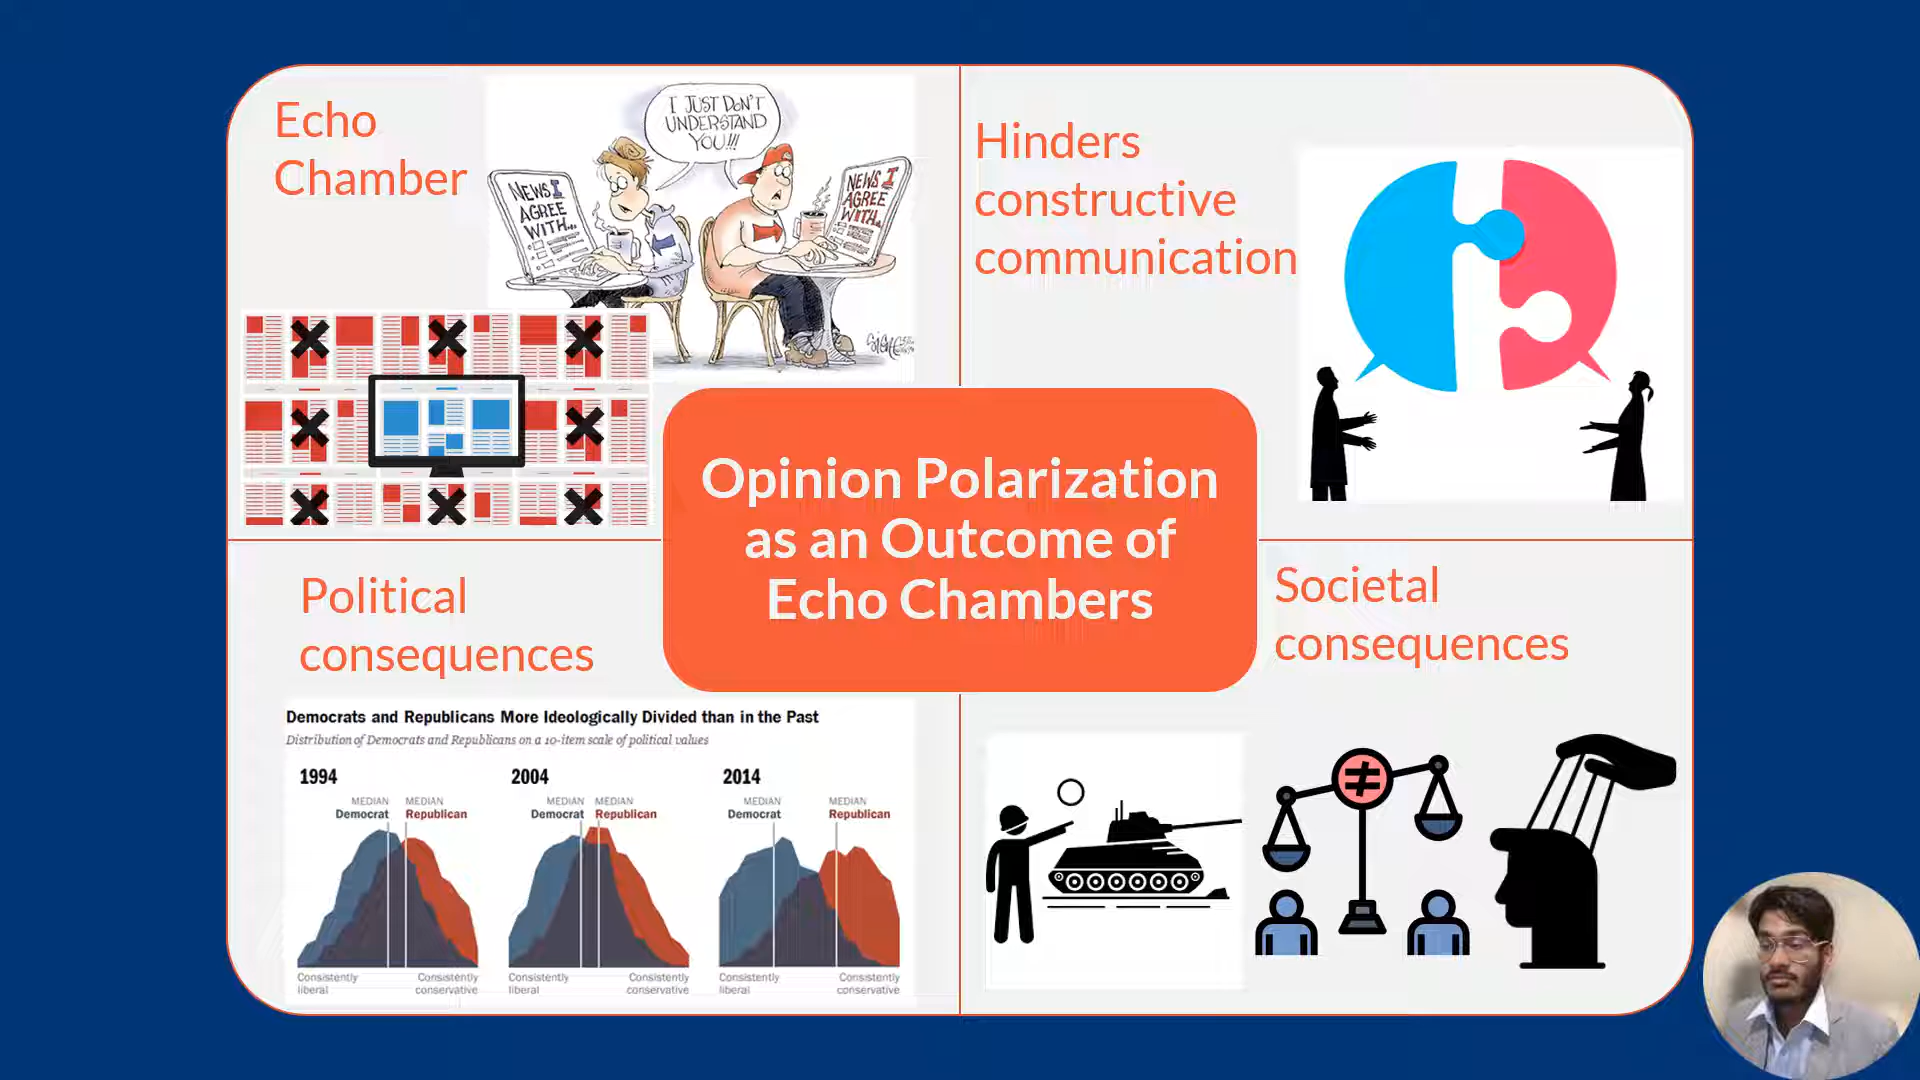 Echo
Chamber
I JUST DON'T
UNDERSTAND
YOU!!!
NEWS I
AGREE
WITH...
NEWS I
AGREE
WITH...
Hinders
constructive
communication
Opinion Polarization
as an Outcome of
Echo Chambers
Political
consequences
Democrats and Republicans More Ideologically Divided than in the Past
Distribution of Democrats and Republicans on a 10-item scale of political values
1994
MEDIAN MEDIAN
Democrat Republican
Consistently Consistently
liberal conservative
2004
MEDIAN MEDIAN
Democrat Republican
Consistently Consistently
liberal conservative
2014
MEDIAN MEDIAN
Democrat Republican
Consistently Consistently
liberal conservative
Societal
consequences
≠